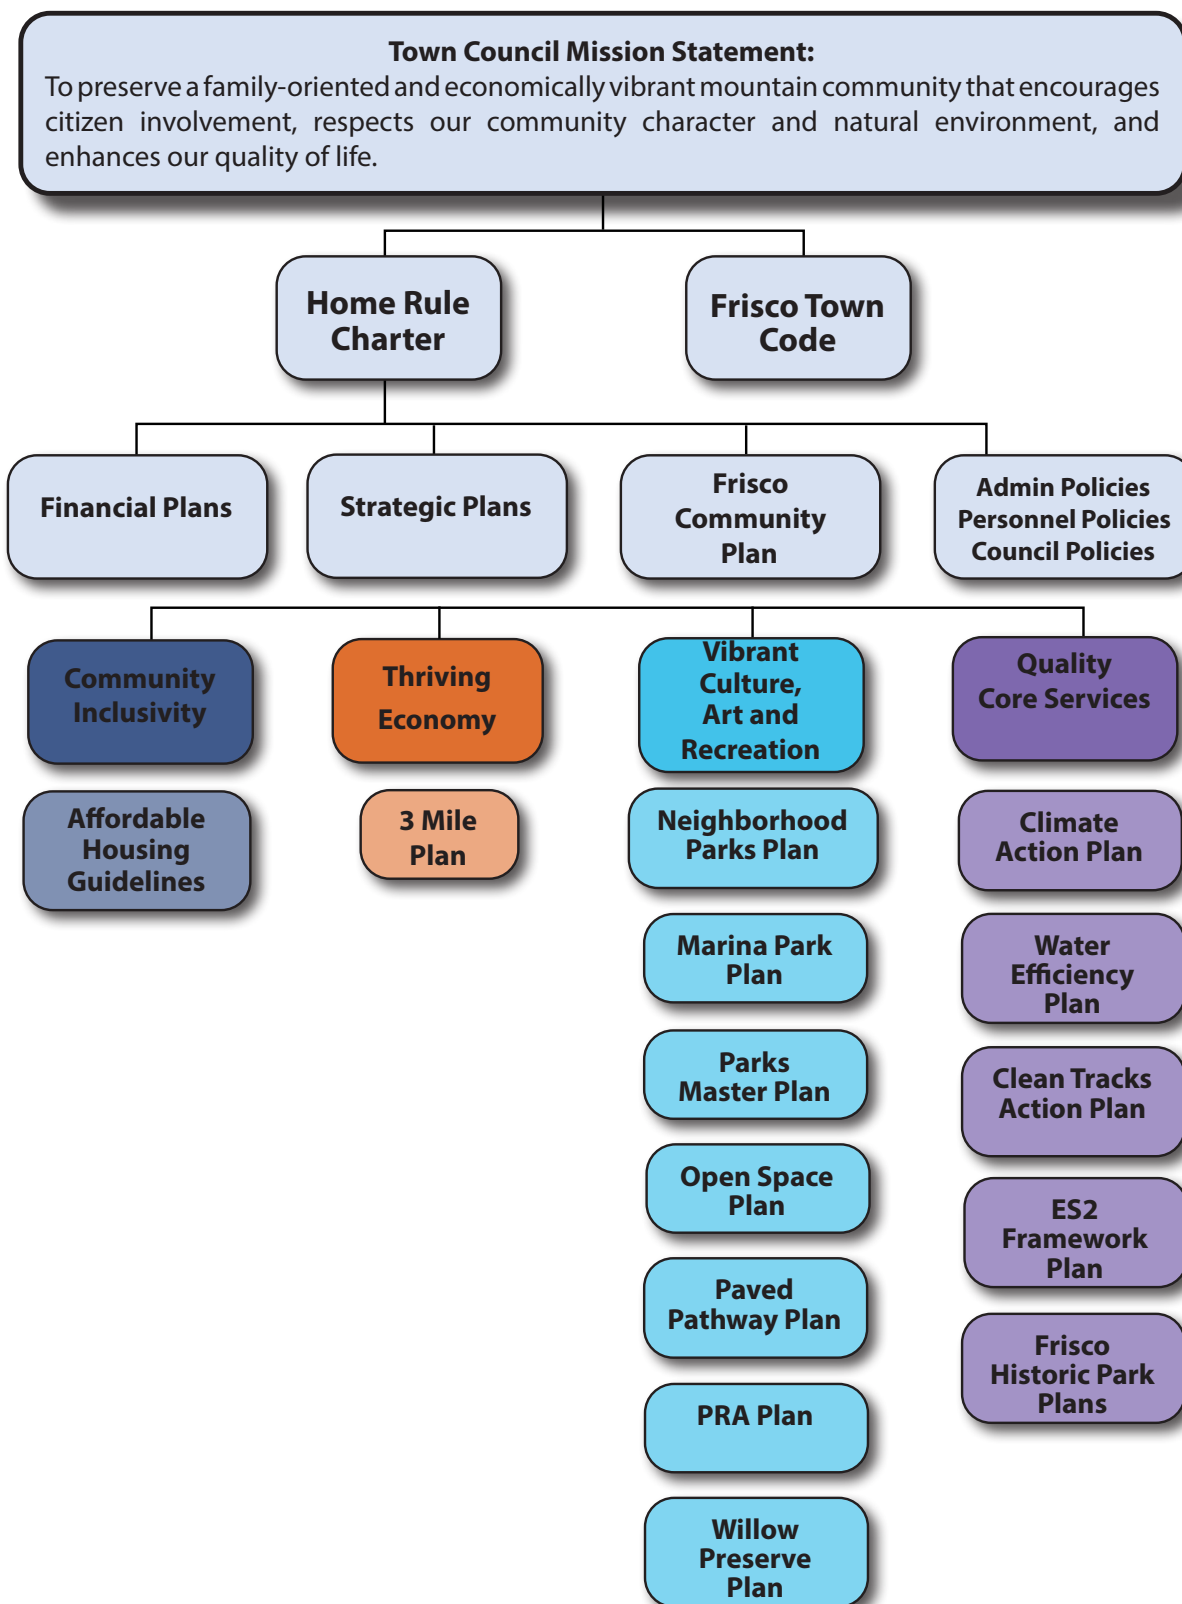 Town Council Mission Statement:
To preserve a family-oriented and economically vibrant mountain community that encourages
citizen involvement, respects our community character and natural environment, and
enhances our quality of life.
Home Rule
Charter
Frisco Town
Code
Financial Plans
Strategic Plans
Frisco
Community
Plan
Admin Policies
Personnel Policies
Council Policies
Community
Inclusivity
Thriving
Economy
Vibrant
Culture,
Art and
Recreation
Quality
Core Services
Affordable
Housing
Guidelines
3 Mile
Plan
Neighborhood
Parks Plan
Climate
Action Plan
Marina Park
Plan
Water
Efficiency
Plan
Parks
Master Plan
Clean Tracks
Action Plan
Open Space
Plan
ES2
Framework
Plan
Paved
Pathway Plan
Frisco
Historic Park
Plans
PRA Plan
Willow
Preserve
Plan